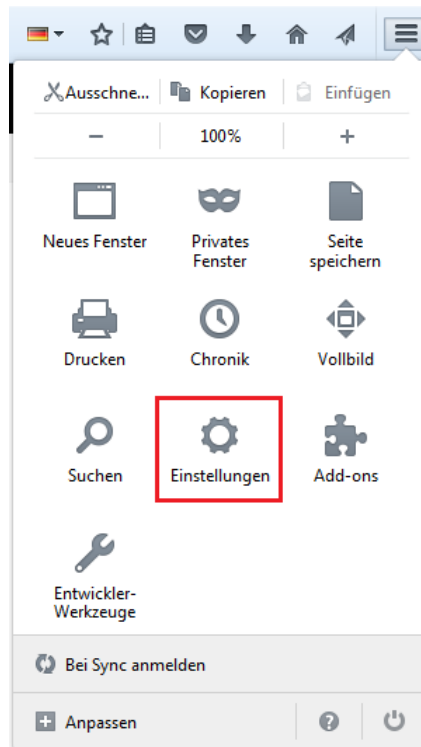 Ausschne... Kopieren Einfügen
− 100% +
Neues Fenster Privates Fenster Seite speichern
Drucken Chronik Vollbild
Suchen Einstellungen Add-ons
Entwickler-
Werkzeuge
Bei Sync anmelden
Anpassen